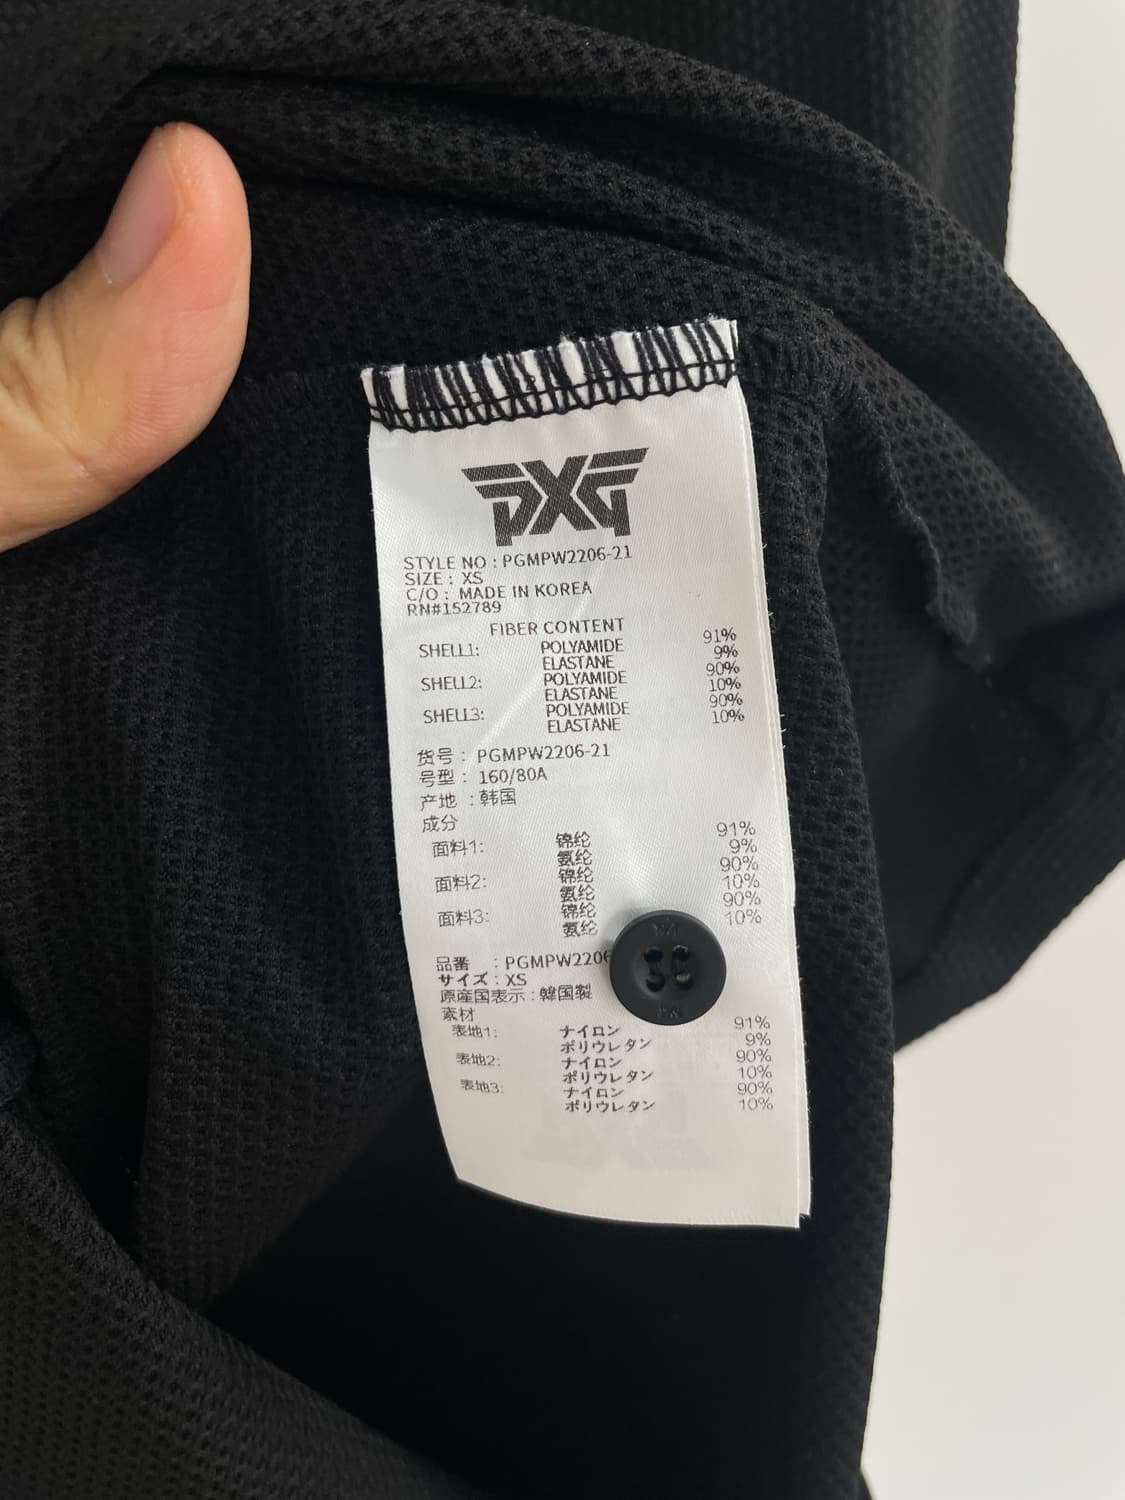 PXG
STYLE NO : PGMPW2206-21
SIZE : XS
C/O : MADE IN KOREA
RN#152789
FIBER CONTENT
SHELL1: POLYAMIDE 91%
ELASTANE 9%
SHELL2: POLYAMIDE 90%
ELASTANE 10%
SHELL3: POLYAMIDE 90%
ELASTANE 10%
货号 : PGMPW2206-21
号型 : 160/80A
产地 : 韩国
成分
面料1: 锦纶 91%
氨纶 9%
面料2: 锦纶 90%
氨纶 10%
面料3: 锦纶 90%
氨纶 10%
品番 : PGMPW2206
サイズ : XS
原産国表示 : 韓国製
素材
表地1: ナイロン 91%
ポリウレタン 9%
表地2: ナイロン 90%
ポリウレタン 10%
表地3: ナイロン 90%
ポリウレタン 10%